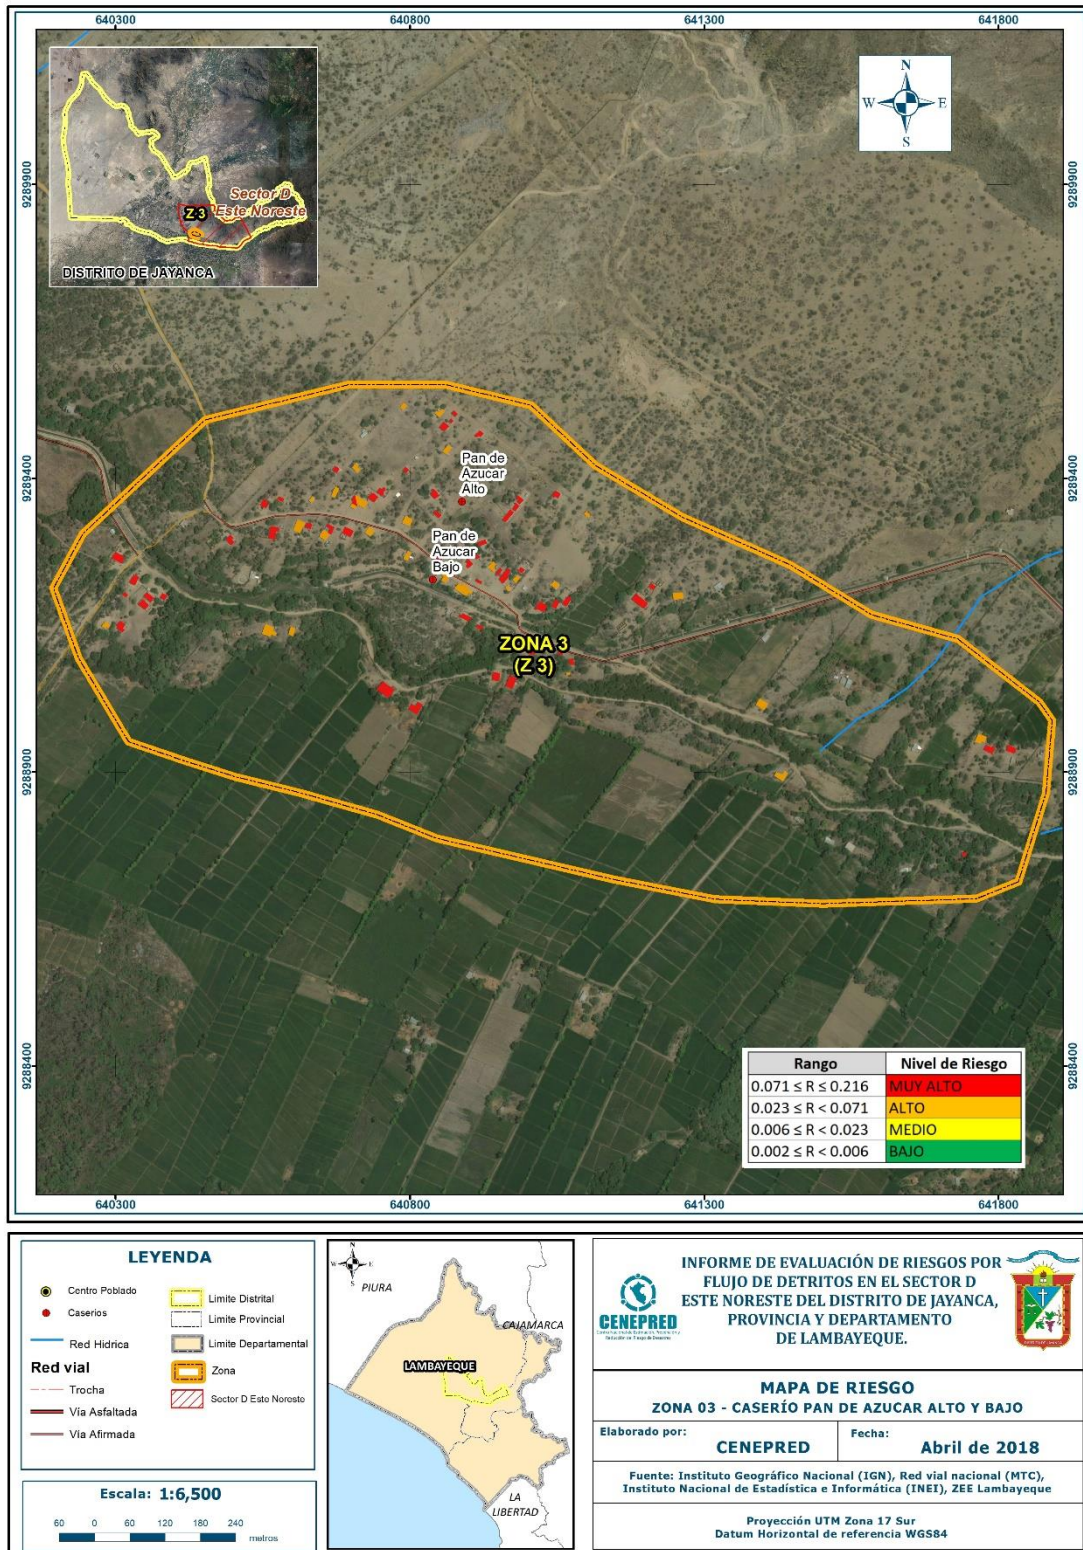 640300
640800
641300
641800
9289900
9289900
Sector D
Este Noreste
Z 3
DISTRITO DE JAYANCA
N
W
E
S
9289400
9289400
Pan de
Azucar
Alto
Pan de
Azucar
Bajo
ZONA 3
(Z 3)
9288900
9288900
9288400
9288400
Rango Nivel de Riesgo
0.071 ≤ R ≤ 0.216 MUY ALTO
0.023 ≤ R < 0.071 ALTO
0.006 ≤ R < 0.023 MEDIO
0.002 ≤ R < 0.006 BAJO
640300
640800
641300
641800
LEYENDA
Centro Poblado
Caserios
Red Hidrica
Red vial
Trocha
Vía Asfaltada
Vía Afirmada
Limite Distrital
Limite Provincial
Limite Departamental
Zona
Sector D Este Noreste
Escala: 1:6,500
60 0 60 120 180 240
metros
N
W
E
S
PIURA
CAJAMARCA
LAMBAYEQUE
LA
LIBERTAD
CENEPRED
INFORME DE EVALUACIÓN DE RIESGOS POR
FLUJO DE DETRITOS EN EL SECTOR D
ESTE NORESTE DEL DISTRITO DE JAYANCA,
PROVINCIA Y DEPARTAMENTO
DE LAMBAYEQUE.
MAPA DE RIESGO
ZONA 03 - CASERÍO PAN DE AZUCAR ALTO Y BAJO
Elaborado por:
CENEPRED
Fecha:
Abril de 2018
Fuente: Instituto Geográfico Nacional (IGN), Red vial nacional (MTC),
Instituto Nacional de Estadística e Informática (INEI), ZEE Lambayeque
Proyección UTM Zona 17 Sur
Datum Horizontal de referencia WGS84